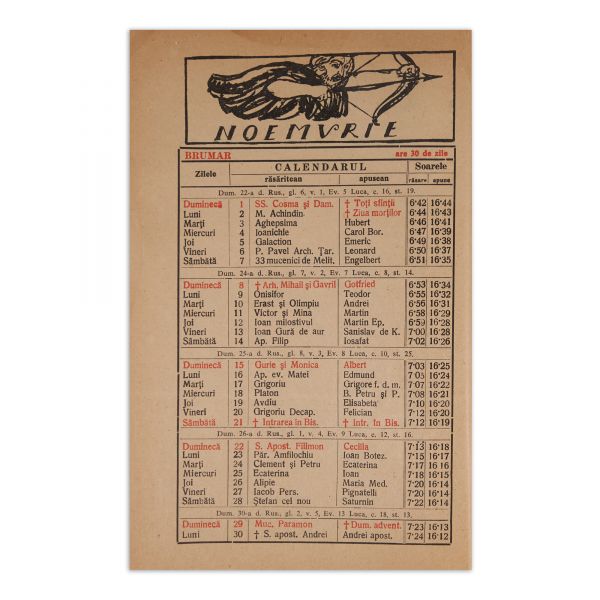 NOEMVRIE
BRUMAR are 30 de zile
Zilele CALENDARUL Soarele
răsăritean apusean răsare apune
Dum. 22-a d. Rus., gl. 6, v. 1, Ev. 5 Luca, c. 16, st. 19.
Duminecă 1 SS. Cosma și Dam. † Toți sfinții 6·42 16·44
Luni 2 M. Achindin † Ziua morților 6·44 16·43
Marți 3 Aghepsima Hubert 6·46 16·41
Miercuri 4 Ioanichie Carol Bor. 6·47 16·39
Joi 5 Galaction Emeric 6·49 16·38
Vineri 6 P. Pavel Arch. Țar. Leonard 6·50 16·37
Sâmbătă 7 33 mucenici de Melit. Engelbert 6·51 16·35
Dum. 24-a d. Rus., gl. 7, v. 2, Ev. 7 Luca, c. 8, st. 14.
Duminecă 8 † Arh. Mihail și Gavril Gotfried 6·53 16·34
Luni 9 Onisifor Teodor 6·55 16·32
Marți 10 Erast și Olimpiu Andrei 6·56 16·31
Miercuri 11 Victor și Mina Martin 6·58 16·29
Joi 12 Ioan milostivul Martin Ep. 6·59 16·28
Vineri 13 Ioan Gură de aur Sanislav de K. 7·00 16·28
Sâmbătă 14 Ap. Filip Iosafat 7·02 16·26
Dum. 25-a d. Rus., gl. 8, v. 3, Ev. 8 Luca, c. 10, st. 25.
Duminecă 15 Gurie și Monica Albert 7·03 16·25
Luni 16 Ap. ev. Matei Edmund 7·05 16·24
Marți 17 Grigoriu Grigore f. d. m. 7·07 16·22
Miercuri 18 Platon B. Petru și P. 7·08 16·21
Joi 19 Avdiu Elisabeta 7·10 16·20
Vineri 20 Grigoriu Decap. Felician 7·12 16·20
Sâmbătă 21 † Intrarea în Bis. † Intr. în Bis. 7·12 16·19
Dum. 26-a d. Rus., gl. 1, v. 4, Ev. 9 Luca, c. 12, st. 16.
Duminecă 22 S. Apost. Filimon Cecilia 7·13 16·18
Luni 23 Păr. Amfilochiu Ioan Botez. 7·15 16·17
Marți 24 Clement și Petru Ecaterina 7·17 16·16
Miercuri 25 Ecaterina Ioan 7·18 16·15
Joi 26 Alipie Maria Med. 7·20 16·14
Vineri 27 Iacob Pers. Pignatelli 7·20 16·14
Sâmbătă 28 Ștefan cel nou Saturnin 7·22 16·14
Dum. 30-a d. Rus., gl. 2, v. 5, Ev. 13 Luca, c. 18, st. 13.
Duminecă 29 Muc. Paramon † Dum. advent. 7·23 16·13
Luni 30 † S. apost. Andrei Andrei apost. 7·24 16·12